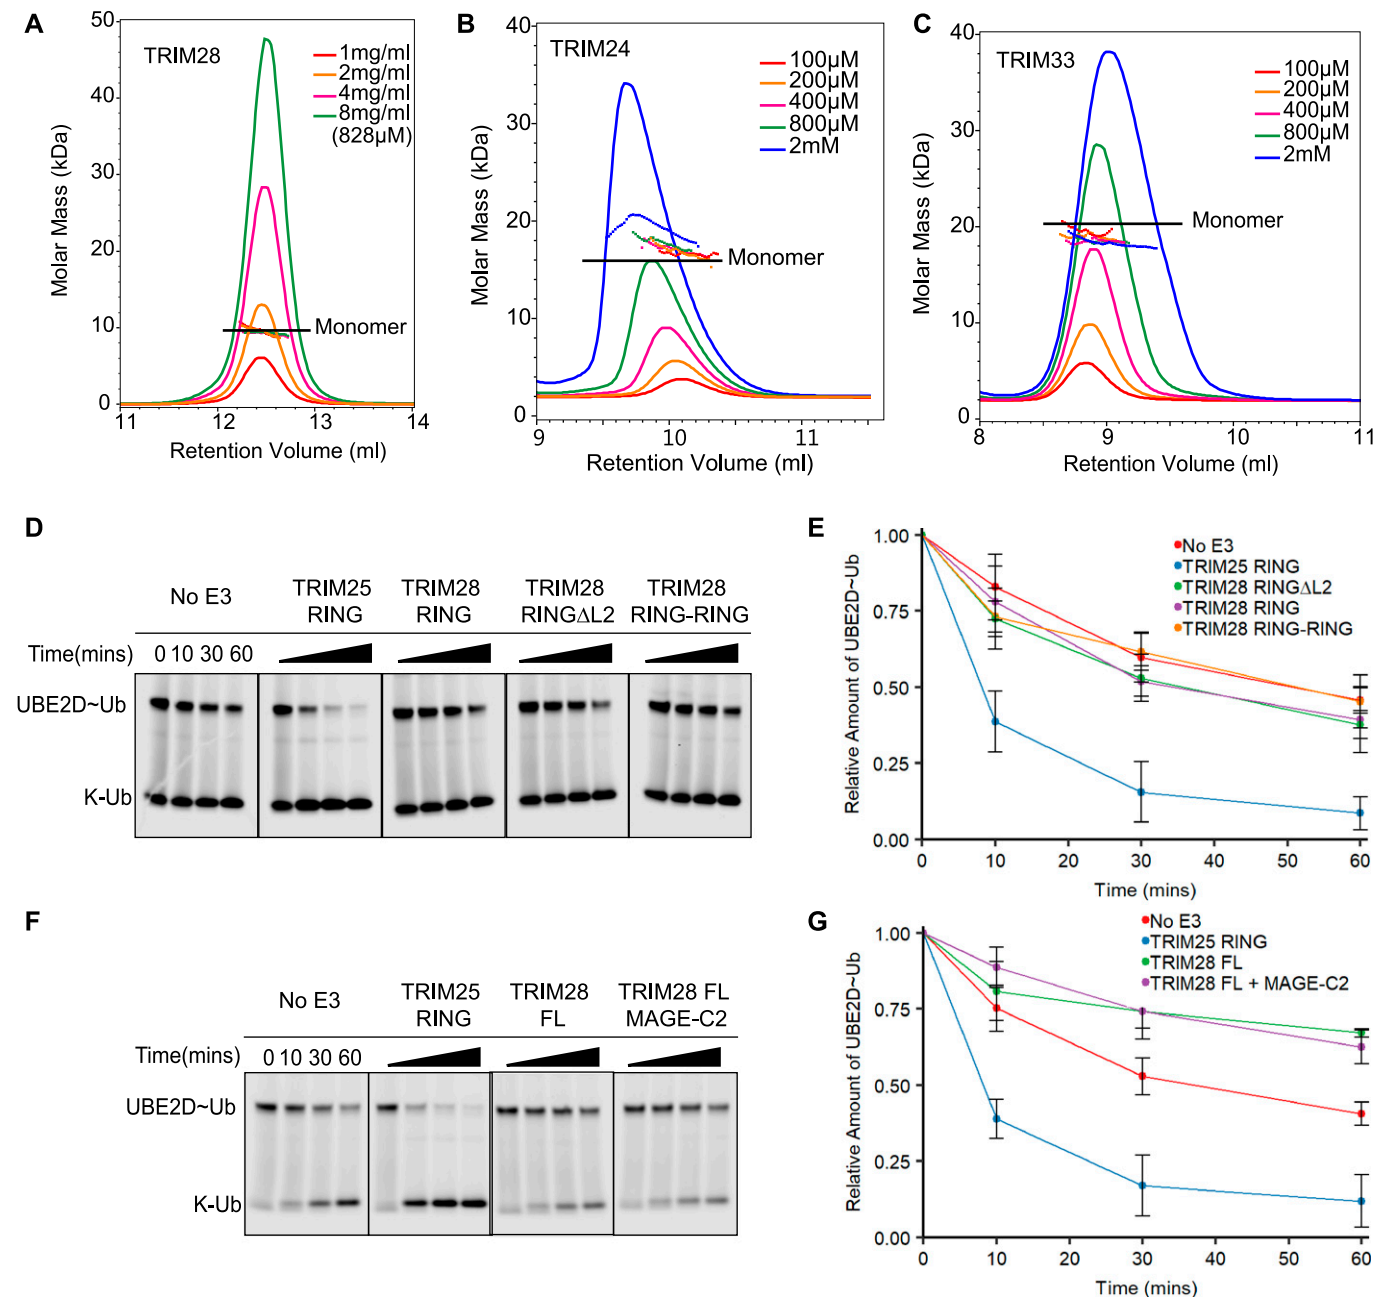 A
TRIM28
1mg/ml
2mg/ml
4mg/ml
8mg/ml
(828µM)
Monomer
50
40
30
20
10
0
11
12
13
14
Molar Mass (kDa)
Retention Volume (ml)
B
TRIM24
100µM
200µM
400µM
800µM
2mM
Monomer
40
30
20
10
0
9
10
11
Molar Mass (kDa)
Retention Volume (ml)
C
TRIM33
100µM
200µM
400µM
800µM
2mM
Monomer
40
30
20
10
0
8
9
10
11
Molar Mass (kDa)
Retention Volume (ml)
D
No E3
TRIM25 RING
TRIM28 RING
TRIM28 RING∆L2
TRIM28 RING-RING
Time(mins) 0 10 30 60
UBE2D~Ub
K-Ub
E
No E3
TRIM25 RING
TRIM28 RING∆L2
TRIM28 RING
TRIM28 RING-RING
1.00
0.75
0.50
0.25
0.00
0 10 20 30 40 50 60
Relative Amount of UBE2D~Ub
Time (mins)
F
No E3
TRIM25 RING
TRIM28 FL
TRIM28 FL MAGE-C2
Time(mins) 0 10 30 60
UBE2D~Ub
K-Ub
G
No E3
TRIM25 RING
TRIM28 FL
TRIM28 FL + MAGE-C2
1.00
0.75
0.50
0.25
0.00
0 10 20 30 40 50 60
Relative Amount of UBE2D~Ub
Time (mins)